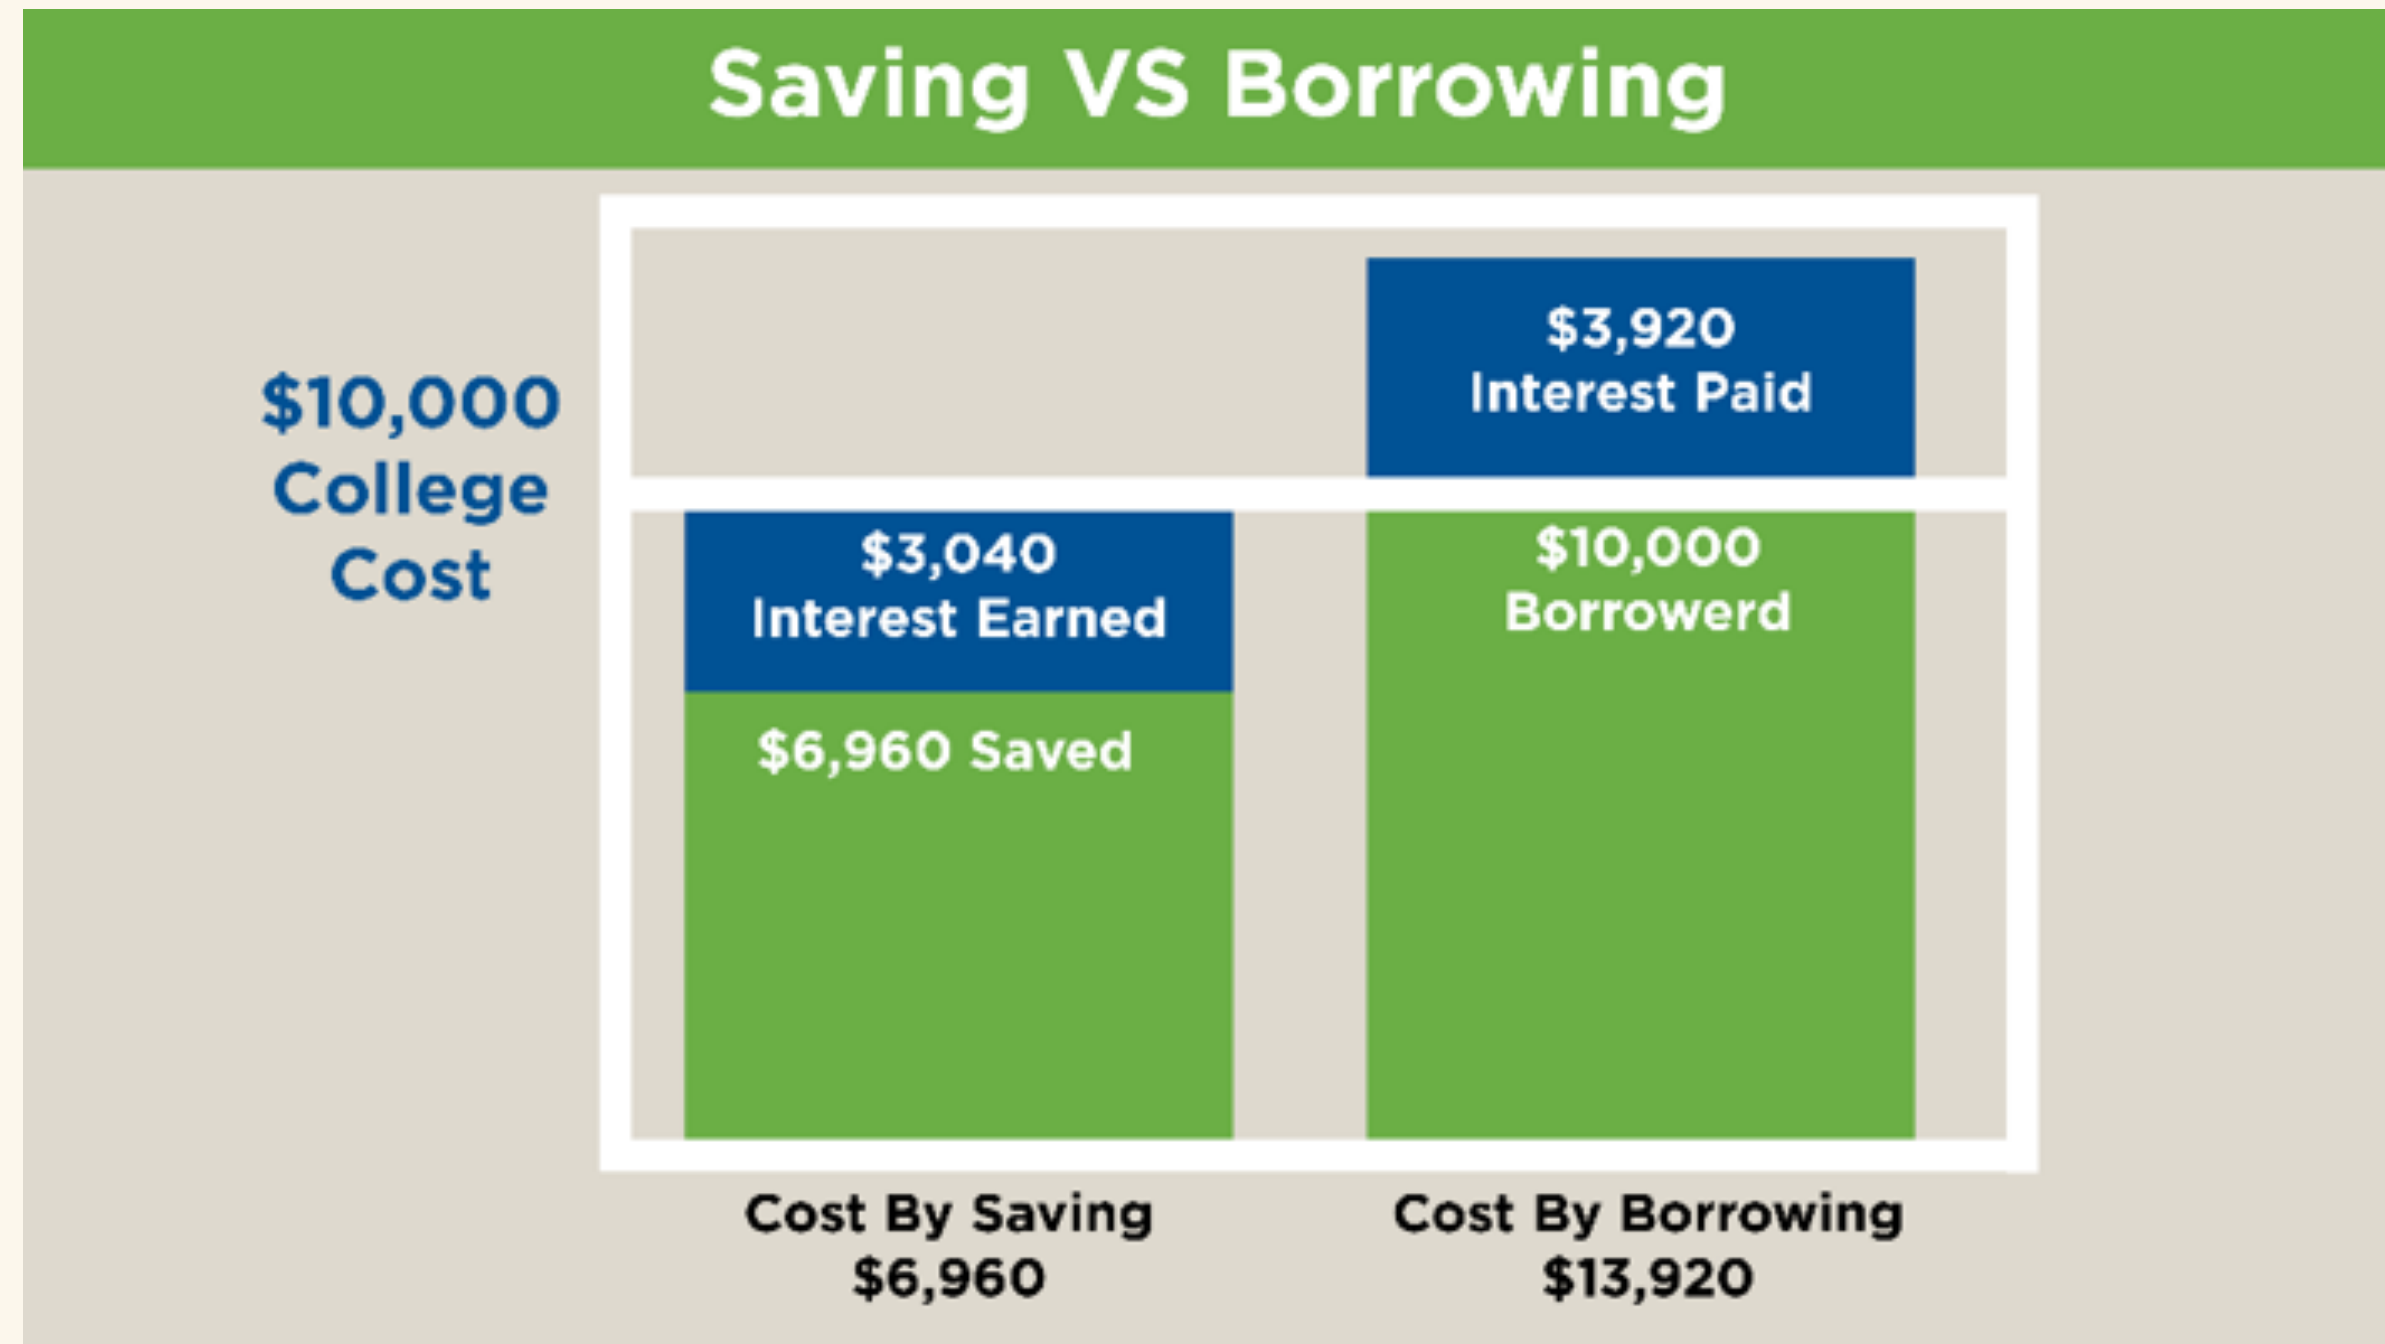 Saving VS Borrowing
$10,000
College
Cost
$3,920
Interest Paid
$3,040
Interest Earned
$6,960 Saved
$10,000
Borrowerd
Cost By Saving
$6,960
Cost By Borrowing
$13,920